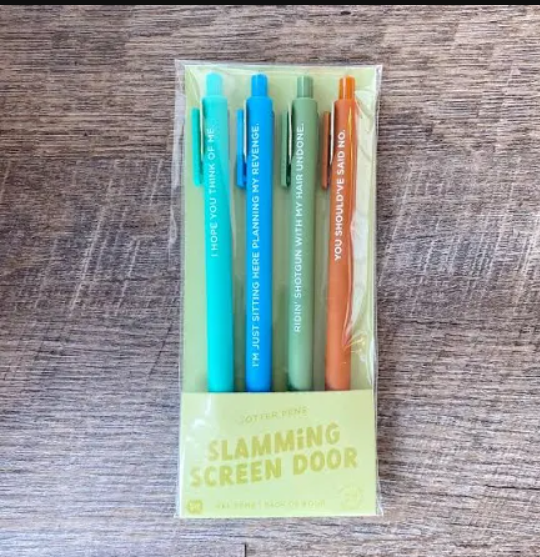 I HOPE YOU THINK OF ME.
I'M JUST SITTING HERE PLANNING MY REVENGE.
RIDIN' SHOTGUN WITH MY HAIR UNDONE.
YOU SHOULD'VE SAID NO.
JOTTER PENS
SLAMMiNG
SCREEN DOOR